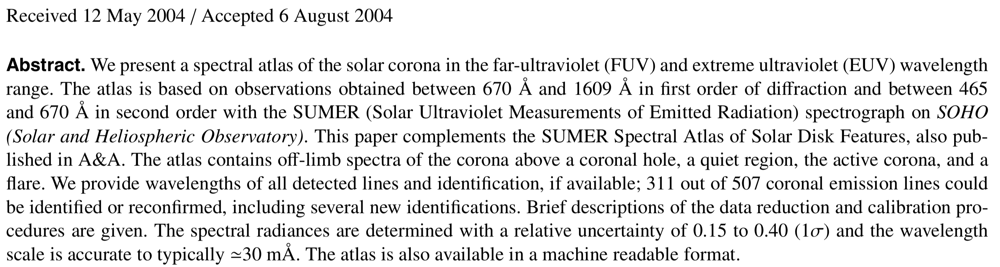 Received 12 May 2004 / Accepted 6 August 2004
Abstract. We present a spectral atlas of the solar corona in the far-ultraviolet (FUV) and extreme ultraviolet (EUV) wavelength
range. The atlas is based on observations obtained between 670 Å and 1609 Å in first order of diffraction and between 465
and 670 Å in second order with the SUMER (Solar Ultraviolet Measurements of Emitted Radiation) spectrograph on SOHO
(Solar and Heliospheric Observatory). This paper complements the SUMER Spectral Atlas of Solar Disk Features, also pub-
lished in A&A. The atlas contains off-limb spectra of the corona above a coronal hole, a quiet region, the active corona, and a
flare. We provide wavelengths of all detected lines and identification, if available; 311 out of 507 coronal emission lines could
be identified or reconfirmed, including several new identifications. Brief descriptions of the data reduction and calibration pro-
cedures are given. The spectral radiances are determined with a relative uncertainty of 0.15 to 0.40 (1σ) and the wavelength
scale is accurate to typically ≃30 mÅ. The atlas is also available in a machine readable format.